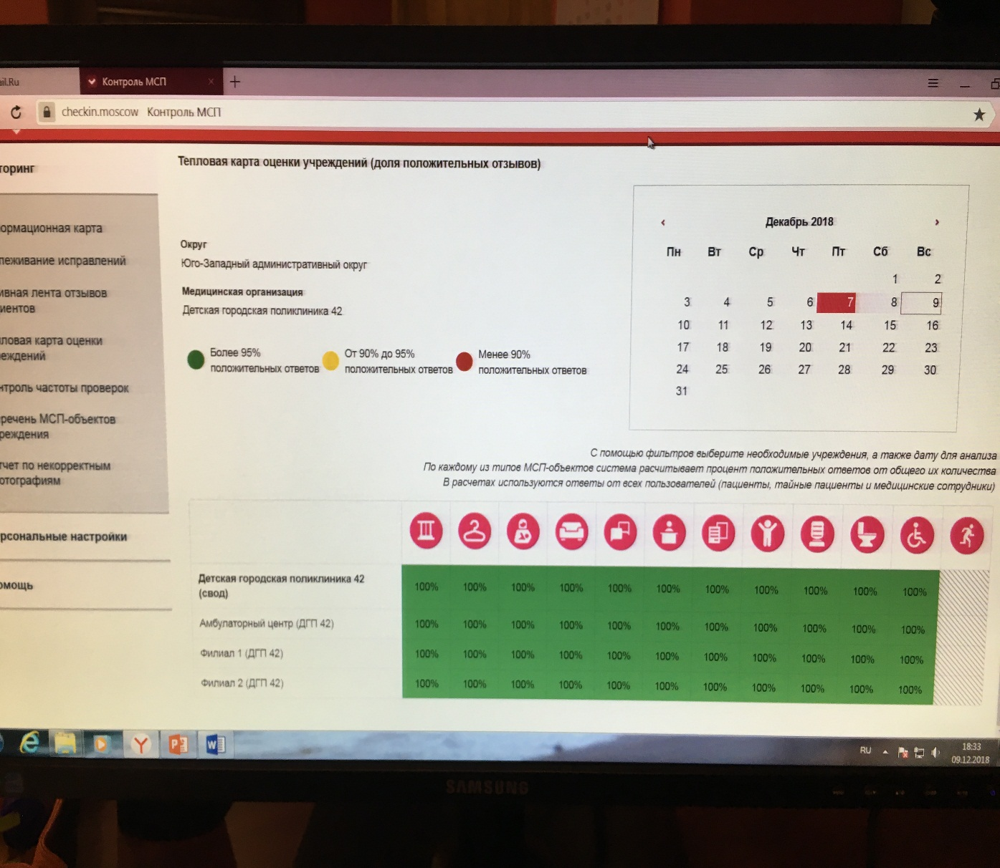 il.Ru
Контроль МСП
checkin.moscow Контроль МСП
торинг
ормационная карта
леживание исправлений
ивная лента отзывов
иентов
ловая карта оценки
реждений
нтроль частоты проверок
речень МСП-объектов
реждения
тчет по некорректным
отографиям
рсональные настройки
омощь
Тепловая карта оценки учреждений (доля положительных отзывов)
Округ
Юго-Западный административный округ
Медицинская организация
Детская городская поликлиника 42
Более 95%
положительных ответов
От 90% до 95%
положительных ответов
Менее 90%
положительных ответов
Декабрь 2018
Пн Вт Ср Чт Пт Сб Вс
1 2
3 4 5 6 7 8 9
10 11 12 13 14 15 16
17 18 19 20 21 22 23
24 25 26 27 28 29 30
31
С помощью фильтров выберите необходимые учреждения, а также дату для анализа
По каждому из типов МСП-объектов система расчитывает процент положительных ответов от общего их количества
В расчетах используются ответы от всех пользователей (пациенты, тайные пациенты и медицинские сотрудники)
Детская городская поликлиника 42
(свод)
100% 100% 100% 100% 100% 100% 100% 100% 100% 100% 100%
Амбулаторный центр (ДГП 42) 100% 100% 100% 100% 100% 100% 100% 100% 100% 100% 100%
Филиал 1 (ДГП 42) 100% 100% 100% 100% 100% 100% 100% 100% 100% 100% 100%
Филиал 2 (ДГП 42) 100% 100% 100% 100% 100% 100% 100% 100% 100% 100% 100%
RU
18:33
09.12.2018
SAMSUNG